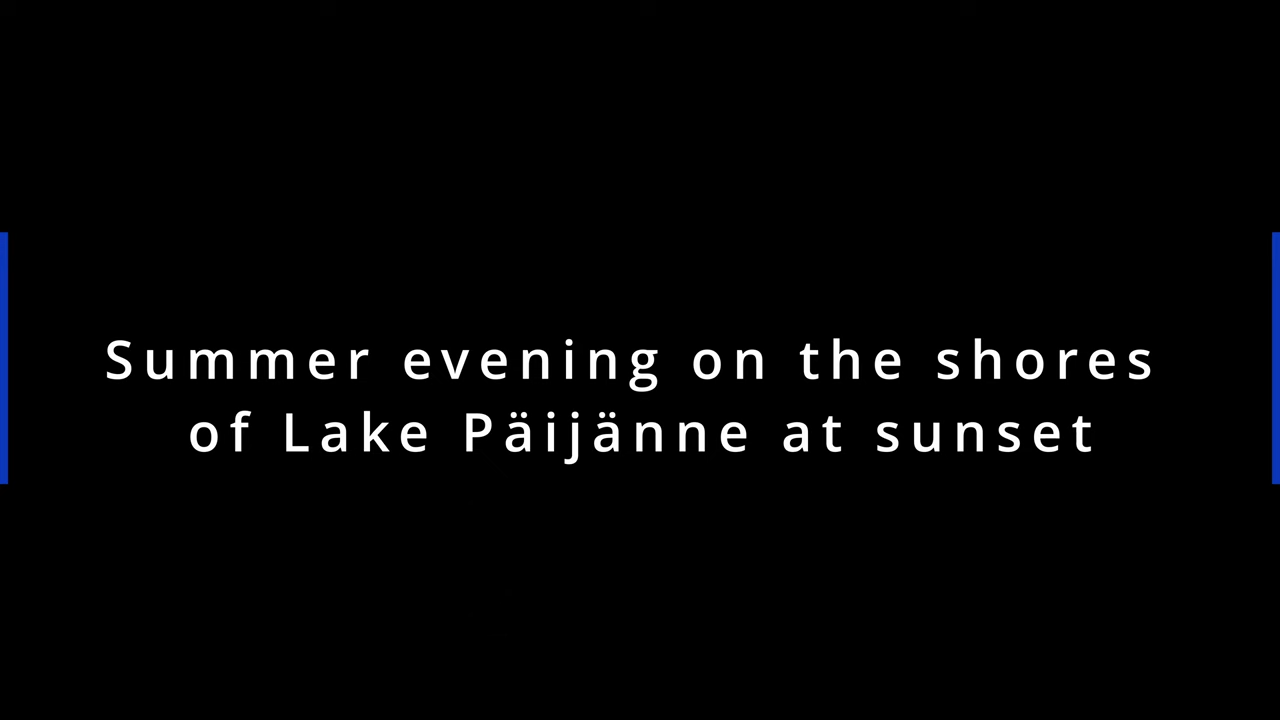 Summer evening on the shores
of Lake Päijänne at sunset